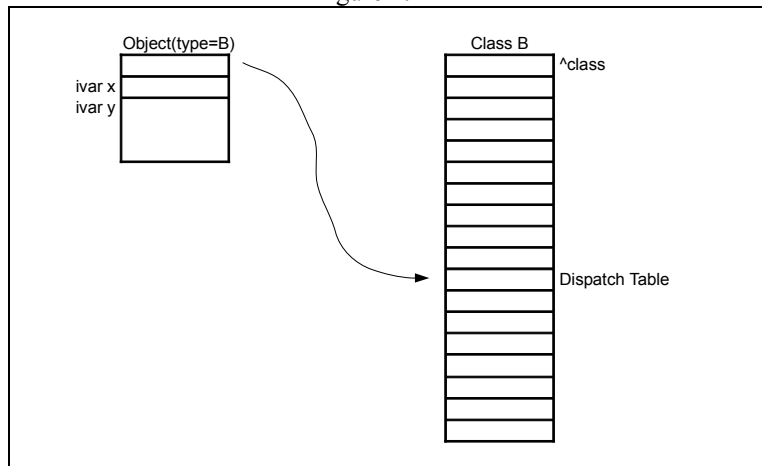 Object(type=B)
ivar x
ivar y
Class B
^class
Dispatch Table